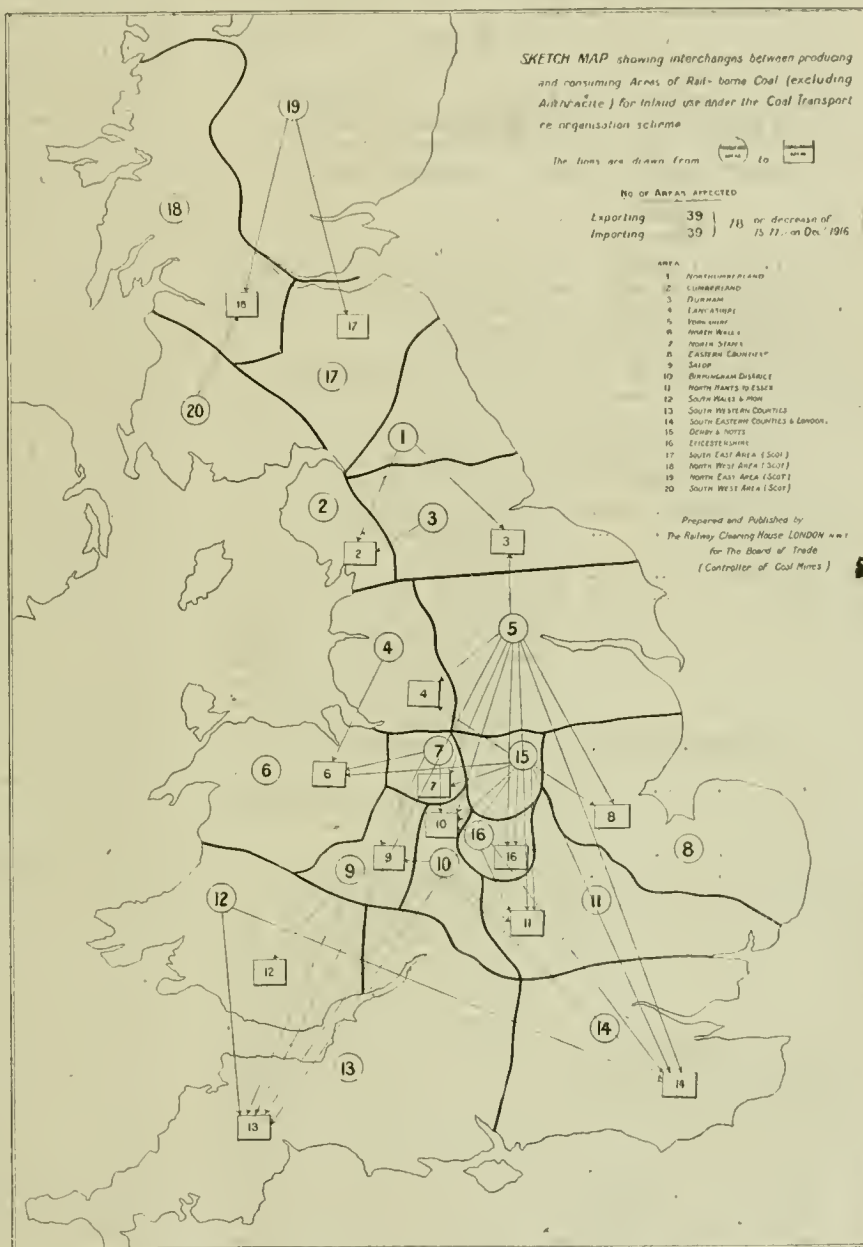 SKETCH MAP showing interchanges between producing
and consuming Areas of Rail-borne Coal (excluding
Anthracite) for Inland use under the Coal Transport
re organisation scheme
The lines are drawn from to
No OF AREAS AFFECTED
Exporting 39
Importing 39
78 or decrease of
on Dec' 1916
AREA
1 NORTHUMBERLAND
2 CUMBERLAND
3 DURHAM
4 LANCASHIRE
5 YORKSHIRE
6 NORTH WALES
7 NORTH STAFFS
8 EASTERN COUNTIES
9 SALOP
10 BIRMINGHAM DISTRICT
11 NORTH HANTS TO ESSEX
12 SOUTH WALES & MON
13 SOUTH WESTERN COUNTIES
14 SOUTH EASTERN COUNTIES & LONDON.
15 DERBY & NOTTS
16 LEICESTERSHIRE
17 SOUTH EAST AREA (SCOT)
18 NORTH WEST AREA (SCOT)
19 NORTH EAST AREA (SCOT)
20 SOUTH WEST AREA (SCOT)
Prepared and Published by
The Railway Clearing House LONDON N W 1
for The Board of Trade
(Controller of Coal Mines)
19
18
18
17
17
20
1
2
3
3
2
5
4
4
7
15
6
6
7
8
10
16
8
9
16
9
10
12
11
11
12
14
13
14
13